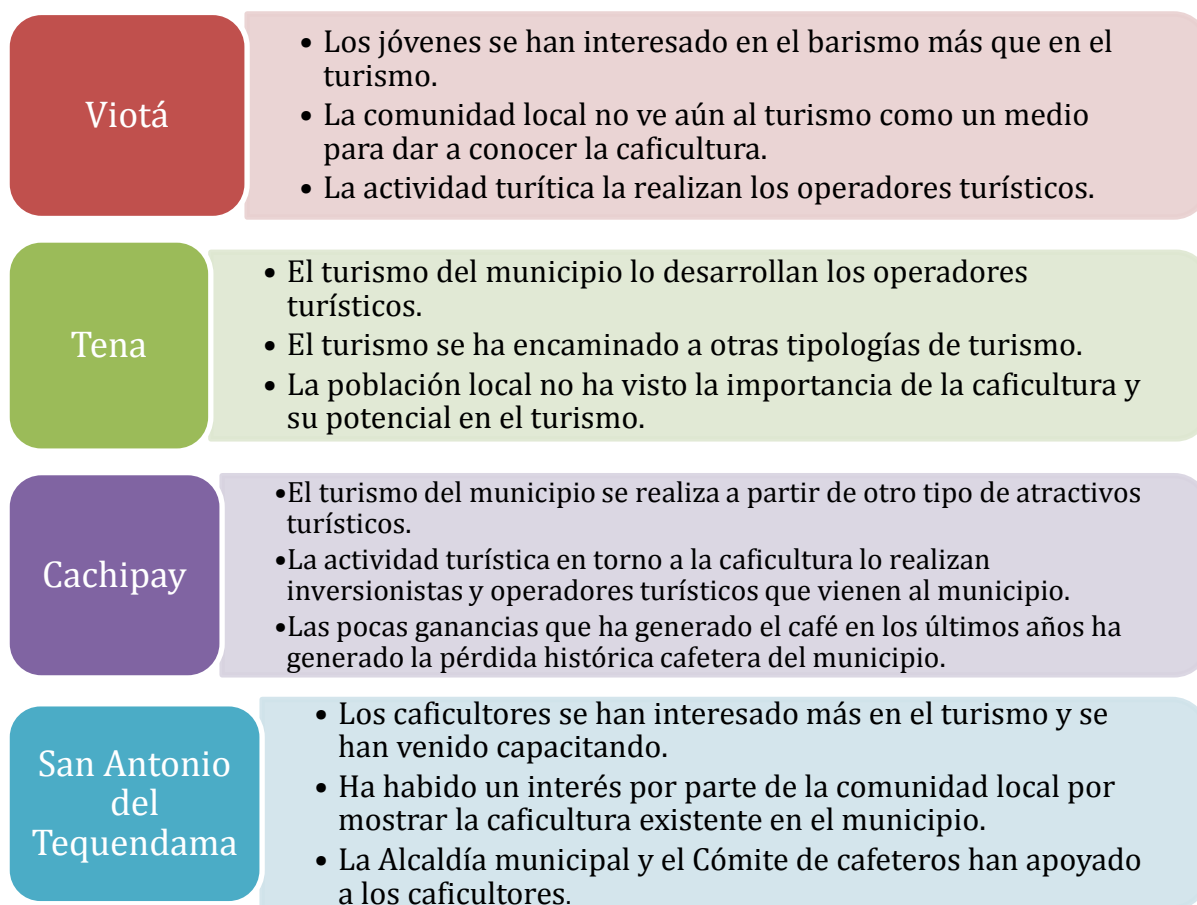 Viotá
• Los jóvenes se han interesado en el barismo más que en el
turismo.
• La comunidad local no ve aún al turismo como un medio
para dar a conocer la caficultura.
• La actividad turítica la realizan los operadores turísticos.
Tena
• El turismo del municipio lo desarrollan los operadores
turísticos.
• El turismo se ha encaminado a otras tipologías de turismo.
• La población local no ha visto la importancia de la caficultura y
su potencial en el turismo.
Cachipay
•El turismo del municipio se realiza a partir de otro tipo de atractivos
turísticos.
•La actividad turística en torno a la caficultura lo realizan
inversionistas y operadores turísticos que vienen al municipio.
•Las pocas ganancias que ha generado el café en los últimos años ha
generado la pérdida histórica cafetera del municipio.
San Antonio
del
Tequendama
• Los caficultores se han interesado más en el turismo y se
han venido capacitando.
• Ha habido un interés por parte de la comunidad local por
mostrar la caficultura existente en el municipio.
• La Alcaldía municipal y el Cómite de cafeteros han apoyado
a los caficultores.